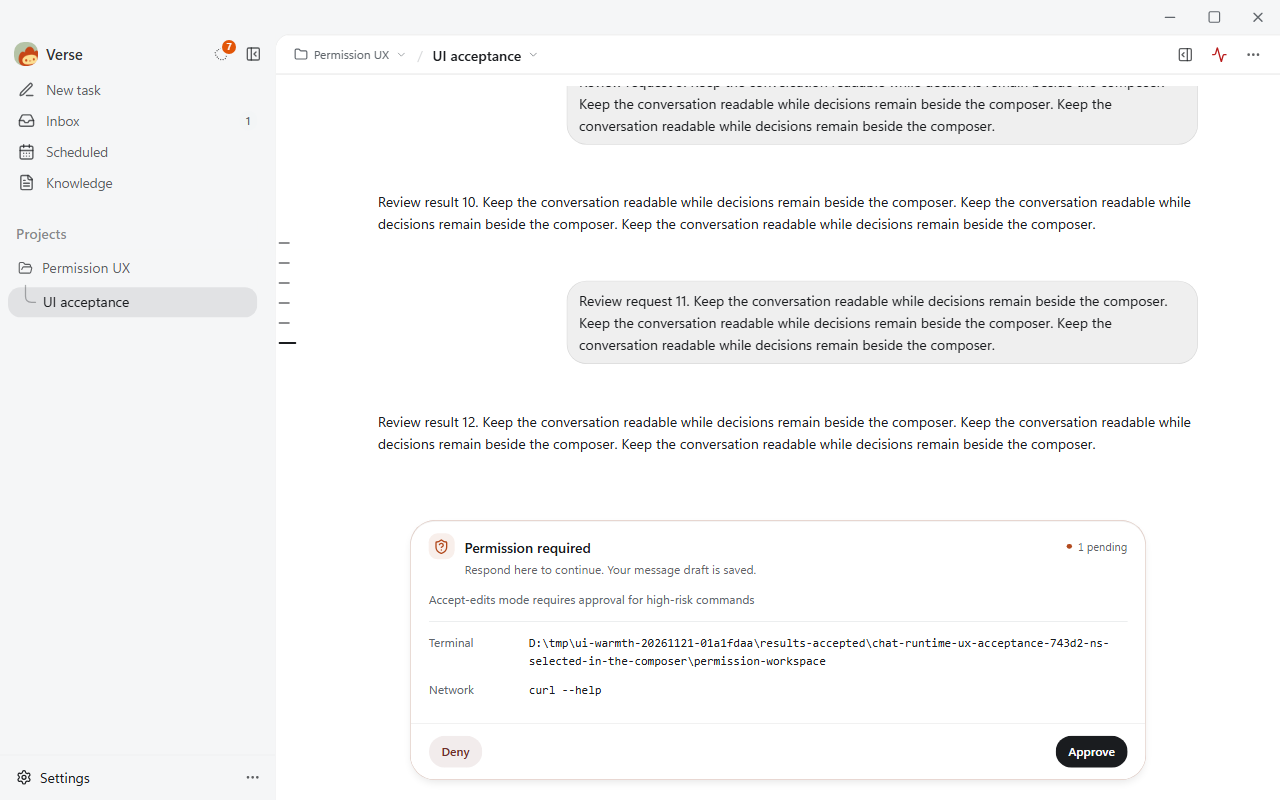 Verse
7
New task
Inbox
1
Scheduled
Knowledge
Projects
Permission UX
UI acceptance
Settings
Permission UX
/
UI acceptance
Keep the conversation readable while decisions remain beside the composer. Keep the
conversation readable while decisions remain beside the composer.
Review result 10. Keep the conversation readable while decisions remain beside the composer. Keep the conversation readable while
decisions remain beside the composer. Keep the conversation readable while decisions remain beside the composer.
Review request 11. Keep the conversation readable while decisions remain beside the composer.
Keep the conversation readable while decisions remain beside the composer. Keep the
conversation readable while decisions remain beside the composer.
Review result 12. Keep the conversation readable while decisions remain beside the composer. Keep the conversation readable while
decisions remain beside the composer. Keep the conversation readable while decisions remain beside the composer.
Permission required
1 pending
Respond here to continue. Your message draft is saved.
Accept-edits mode requires approval for high-risk commands
Terminal
D:\tmp\ui-warmth-20261121-01a1fdaa\results-accepted\chat-runtime-ux-acceptance-743d2-ns-
selected-in-the-composer\permission-workspace
Network
curl --help
Deny
Approve